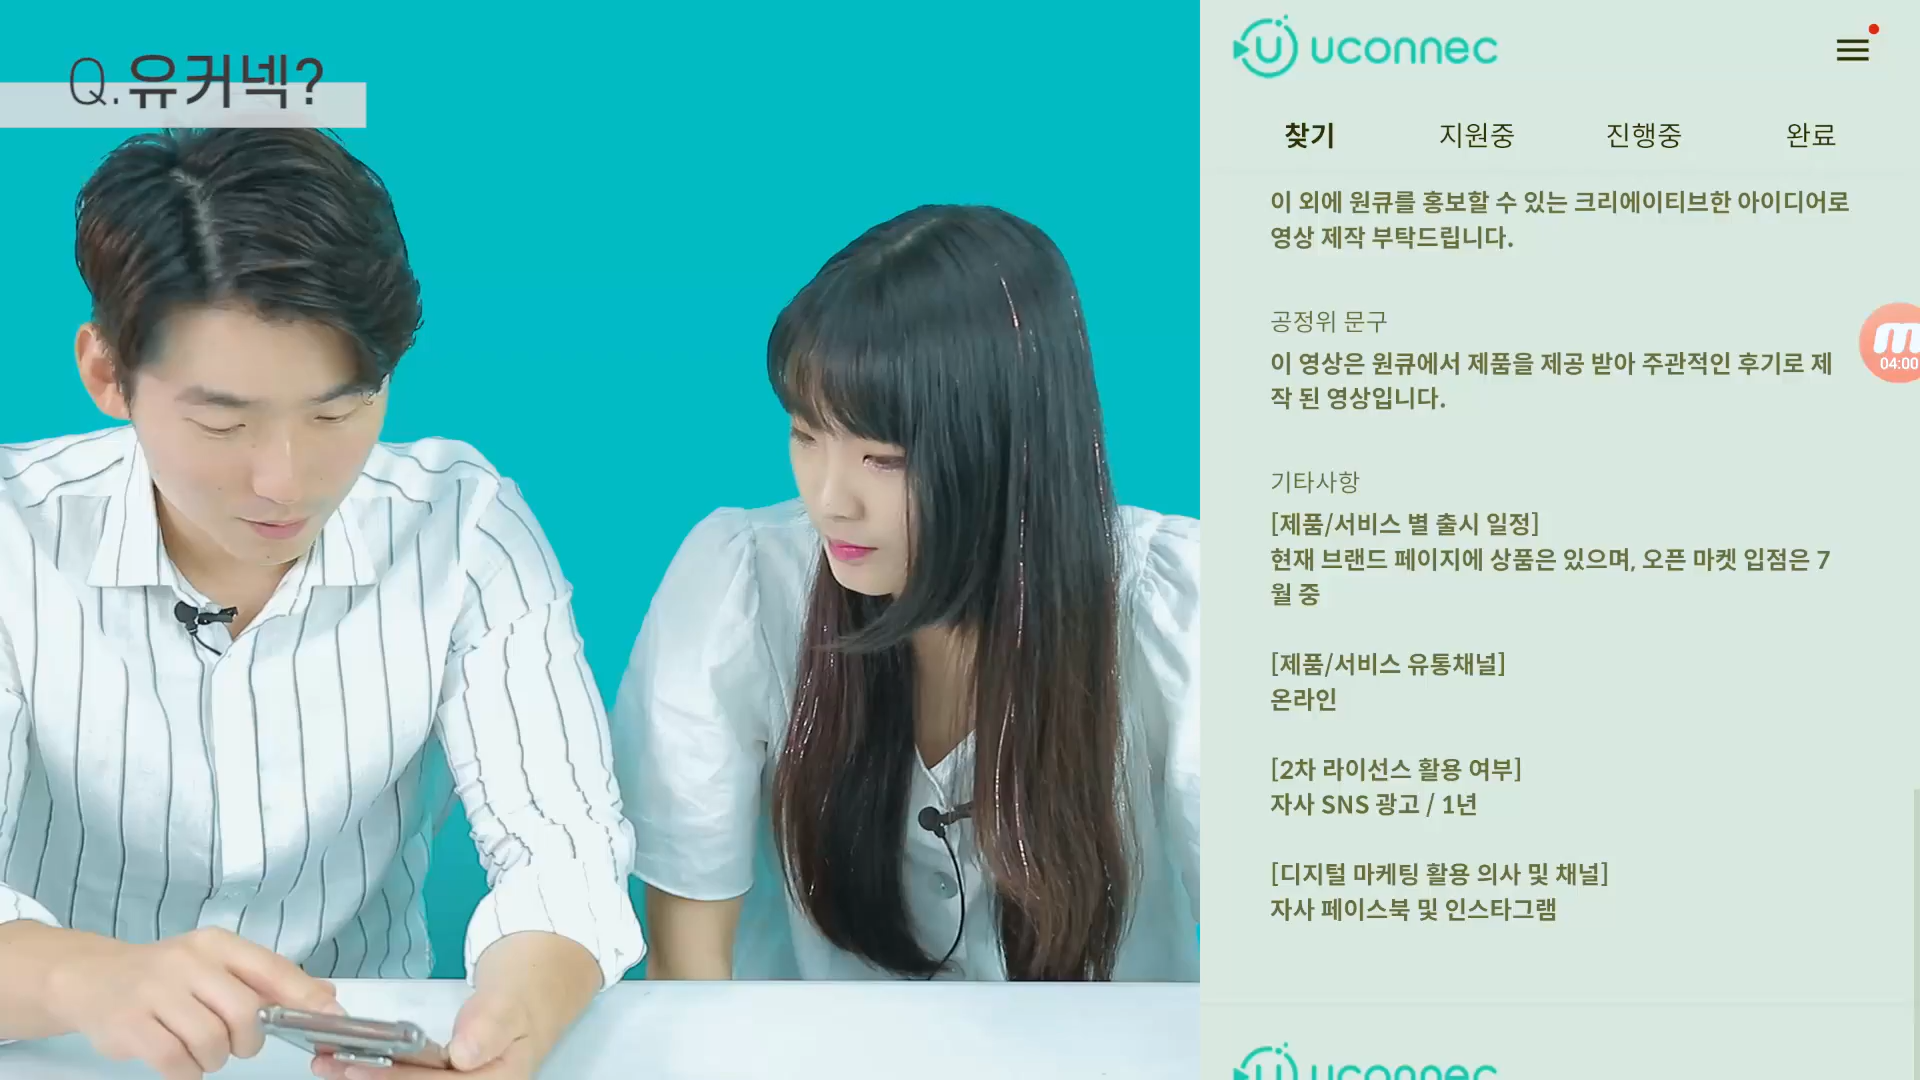 Q.유커넥?
uconnec
찾기 지원중 진행중 완료
이 외에 원큐를 홍보할 수 있는 크리에이티브한 아이디어로
영상 제작 부탁드립니다.
공정위 문구
이 영상은 원큐에서 제품을 제공 받아 주관적인 후기로 제
작 된 영상입니다.
04:00
기타사항
[제품/서비스 별 출시 일정]
현재 브랜드 페이지에 상품은 있으며, 오픈 마켓 입점은 7
월 중
[제품/서비스 유통채널]
온라인
[2차 라이선스 활용 여부]
자사 SNS 광고 / 1년
[디지털 마케팅 활용 의사 및 채널]
자사 페이스북 및 인스타그램
uconnec